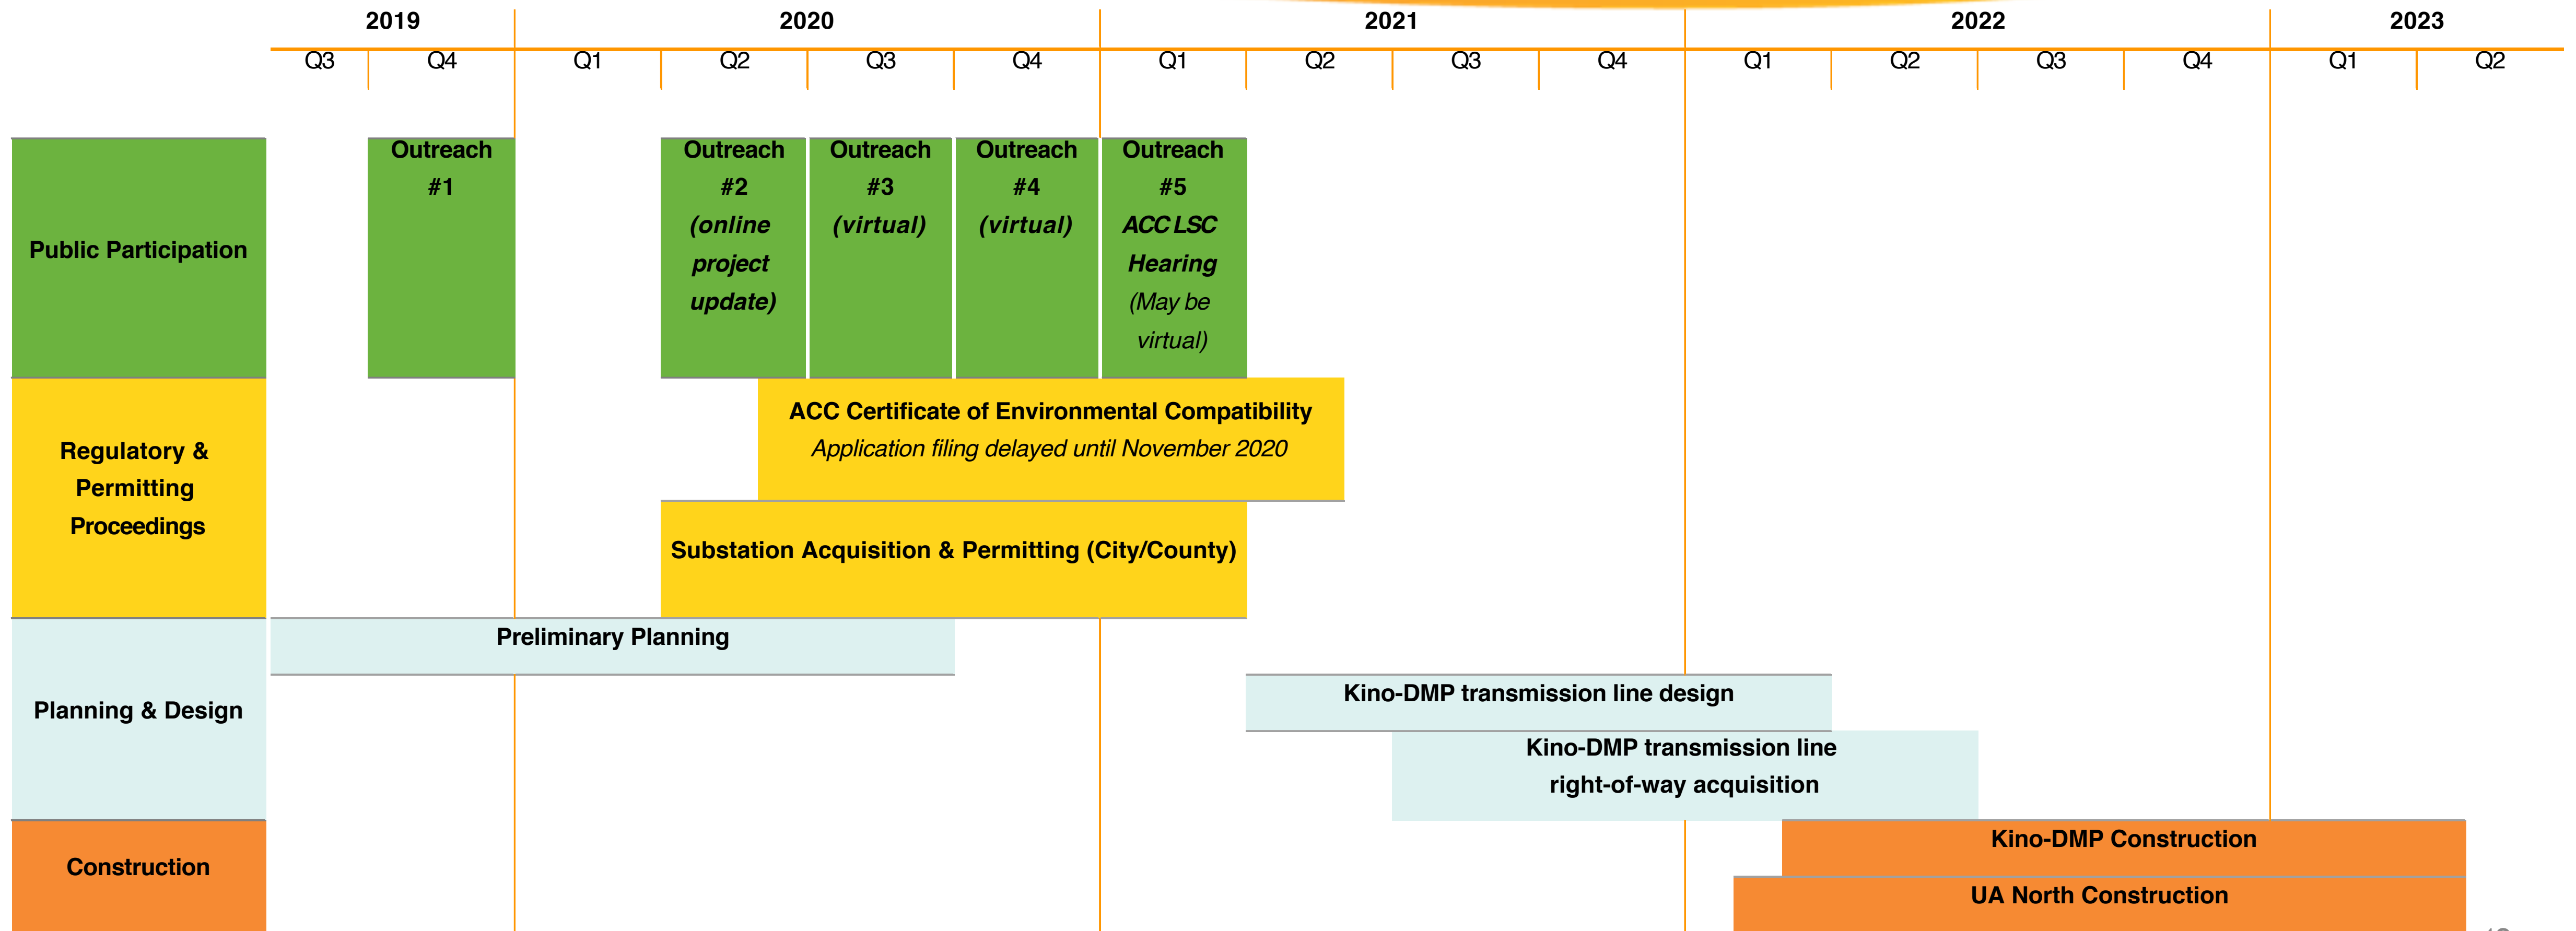 2019 2020 2021 2022 2023
Q3 Q4 Q1 Q2 Q3 Q4 Q1 Q2 Q3 Q4 Q1 Q2 Q3 Q4 Q1 Q2
Public Participation
Outreach
#1
Outreach
#2
(online
project
update)
Outreach
#3
(virtual)
Outreach
#4
(virtual)
Outreach
#5
ACC LSC
Hearing
(May be
virtual)
Regulatory &
Permitting
Proceedings
ACC Certificate of Environmental Compatibility
Application filing delayed until November 2020
Substation Acquisition & Permitting (City/County)
Planning & Design
Preliminary Planning
Kino-DMP transmission line design
Kino-DMP transmission line
right-of-way acquisition
Construction
Kino-DMP Construction
UA North Construction